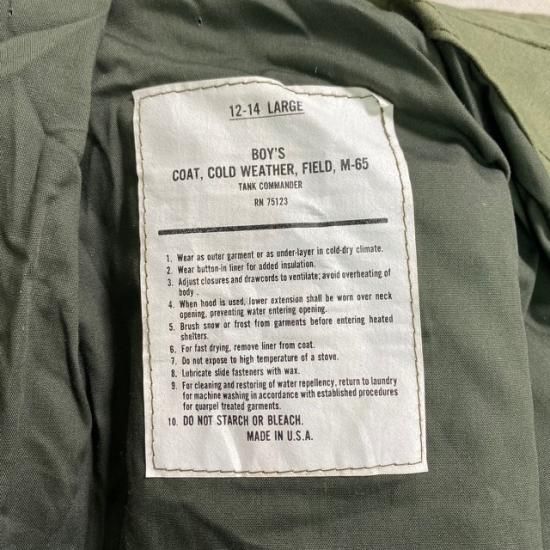 12-14 LARGE
BOY'S
COAT, COLD WEATHER, FIELD, M-65
TANK COMMANDER
RN 75123
1. Wear as outer garment or as under-layer in cold-dry climate.
2. Wear button-in liner for added insulation.
3. Adjust closures and drawcords to ventilate; avoid overheating of
body .
4. When hood is used, lower extension shall be worn over neck
opening, preventing water entering opening.
5. Brush snow or frost from garments before entering heated
shelters.
6. For fast drying, remove liner from coat.
7. Do not expose to high temperature of a stove.
8. Lubricate slide fasteners with wax.
9. For cleaning and restoring of water repellency, return to laundry
for machine washing in accordance with established procedures
for quarpel treated garments.
10. DO NOT STARCH OR BLEACH.
MADE IN U.S.A.